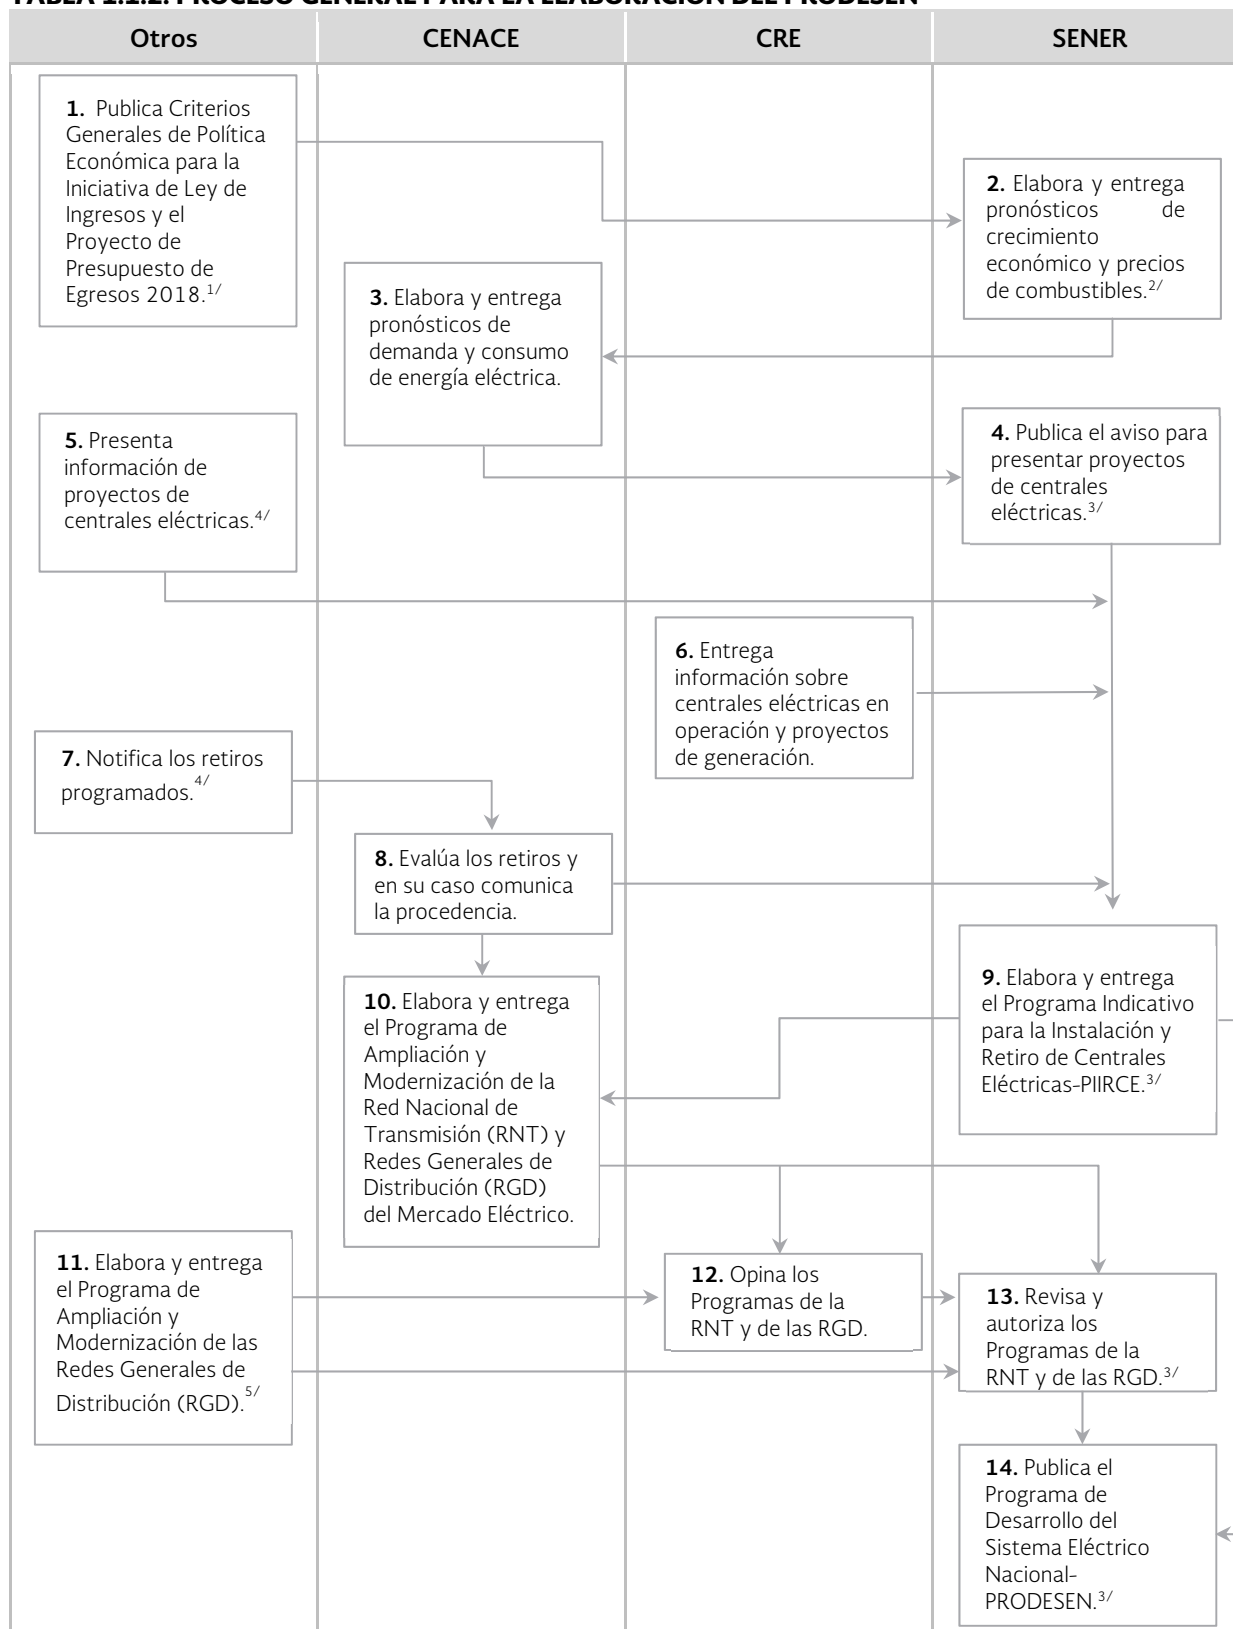 TABLA 1.1.2. PROCESO GENERAL PARA LA ELABORACIÓN DEL PRODESEN
Otros
CENACE
CRE
SENER
1. Publica Criterios
Generales de Política
Económica para la
Iniciativa de Ley de
Ingresos y el
Proyecto de
Presupuesto de
Egresos 2018.1/
2. Elabora y entrega
pronósticos de
crecimiento
económico y precios
de combustibles.2/
3. Elabora y entrega
pronósticos de
demanda y consumo
de energía eléctrica.
4. Publica el aviso para
presentar proyectos
de centrales
eléctricas.3/
5. Presenta
información de
proyectos de
centrales eléctricas.4/
6. Entrega
información sobre
centrales eléctricas en
operación y proyectos
de generación.
7. Notifica los retiros
programados.4/
8. Evalúa los retiros y
en su caso comunica
la procedencia.
9. Elabora y entrega
el Programa Indicativo
para la Instalación y
Retiro de Centrales
Eléctricas-PIIRCE.3/
10. Elabora y entrega
el Programa de
Ampliación y
Modernización de la
Red Nacional de
Transmisión (RNT) y
Redes Generales de
Distribución (RGD)
del Mercado Eléctrico.
11. Elabora y entrega
el Programa de
Ampliación y
Modernización de las
Redes Generales de
Distribución (RGD).5/
12. Opina los
Programas de la
RNT y de las RGD.
13. Revisa y
autoriza los
Programas de la
RNT y de las RGD.3/
14. Publica el
Programa de
Desarrollo del
Sistema Eléctrico
Nacional-
PRODESEN.3/